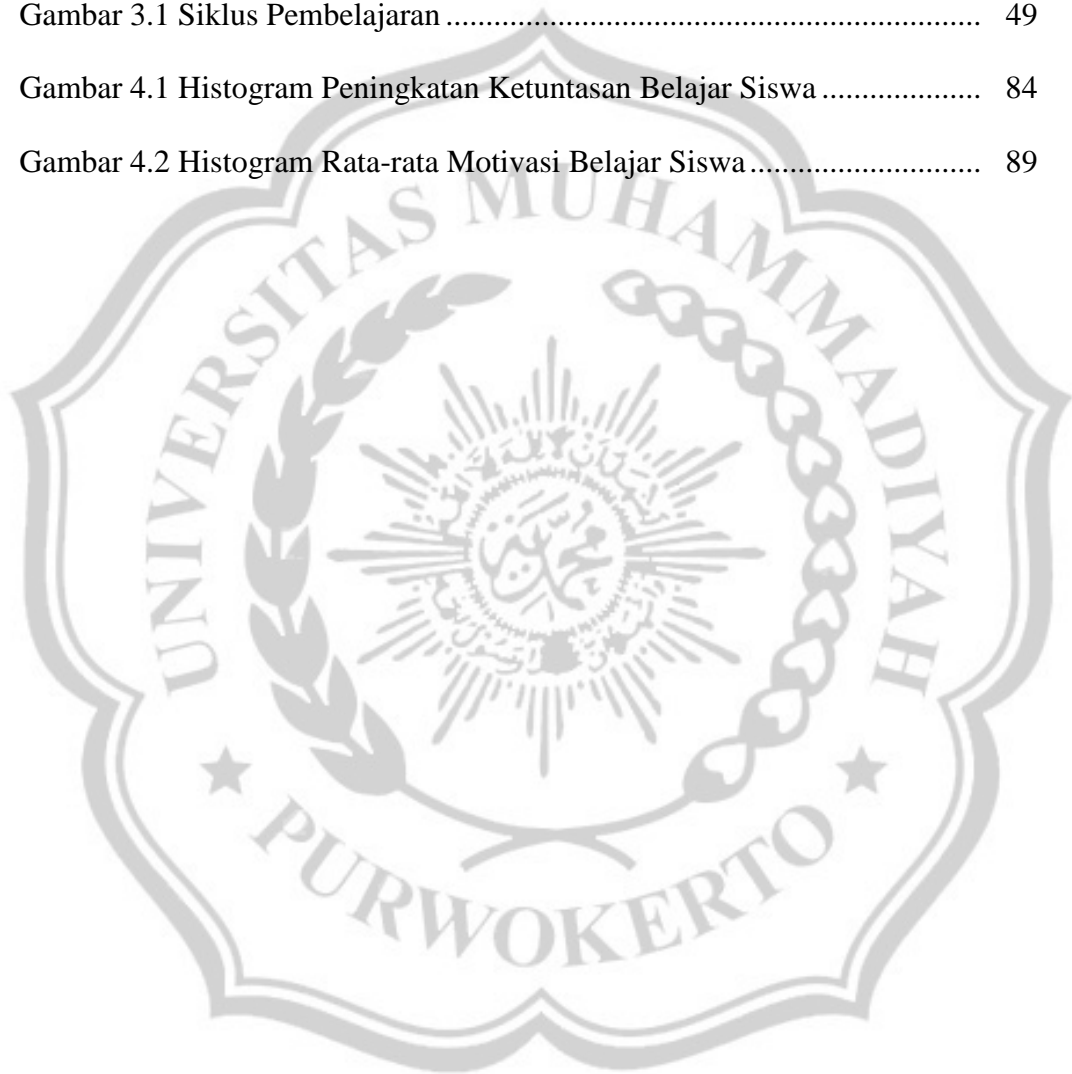 Gambar 3.1 Siklus Pembelajaran .................................................................... 49
Gambar 4.1 Histogram Peningkatan Ketuntasan Belajar Siswa .................... 84
Gambar 4.2 Histogram Rata-rata Motivasi Belajar Siswa ............................. 89
UNIVERSITAS MUHAMMADIYAH
PURWOKERTO